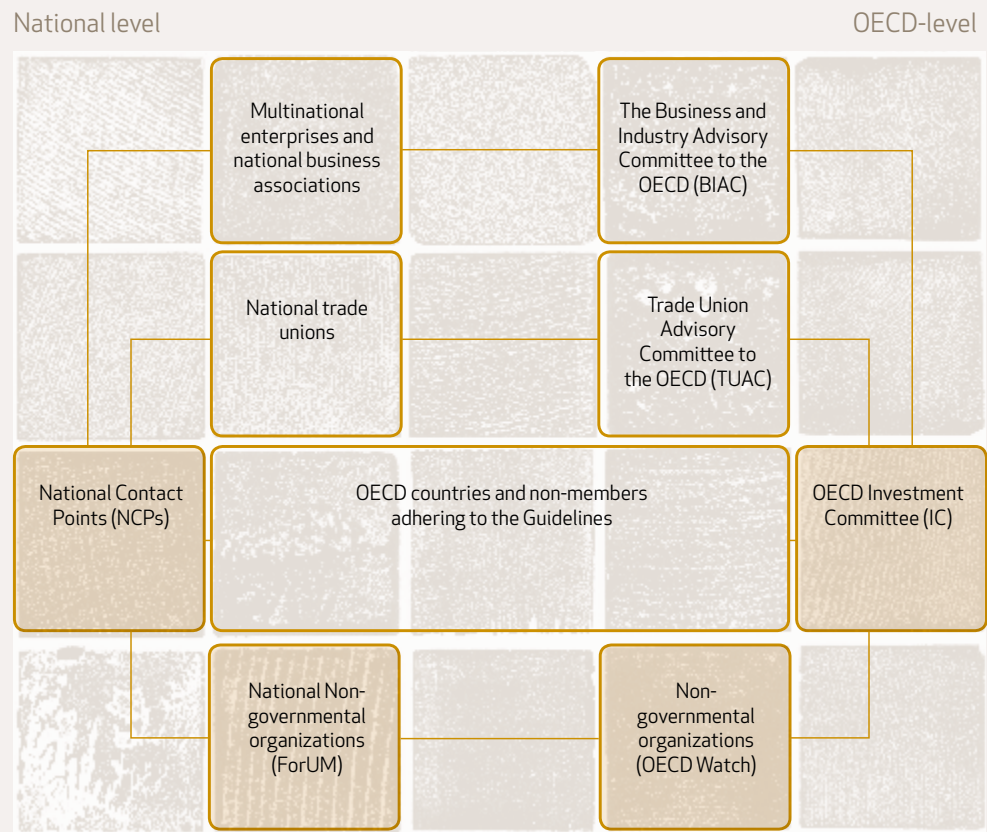 National level
OECD-level
Multinational
enterprises and
national business
associations
The Business and
Industry Advisory
Committee to the
OECD (BIAC)
National trade
unions
Trade Union
Advisory
Committee to
the OECD (TUAC)
National Contact
Points (NCPs)
OECD countries and non-members
adhering to the Guidelines
OECD Investment
Committee (IC)
National Non-
governmental
organizations
(ForUM)
Non-
governmental
organizations
(OECD Watch)